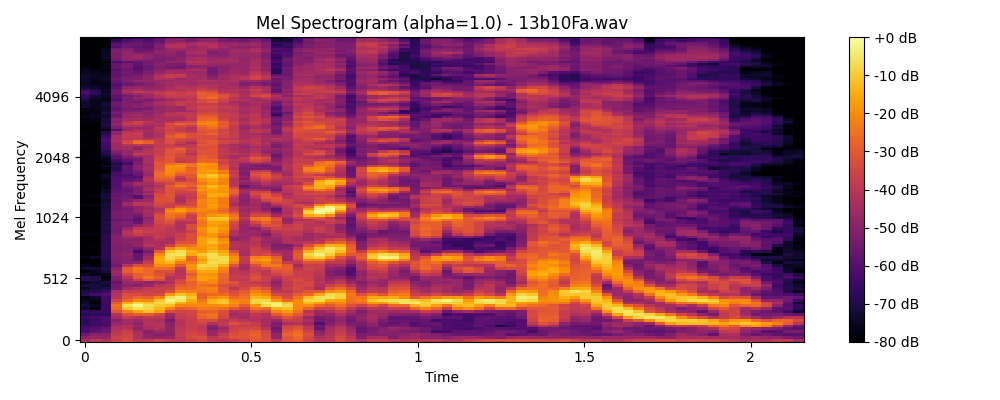 Mel Spectrogram (alpha=1.0) - 13b10Fa.wav
Mel Frequency
4096
2048
1024
512
0
0
0.5
1
1.5
2
Time
+0 dB
-10 dB
-20 dB
-30 dB
-40 dB
-50 dB
-60 dB
-70 dB
-80 dB